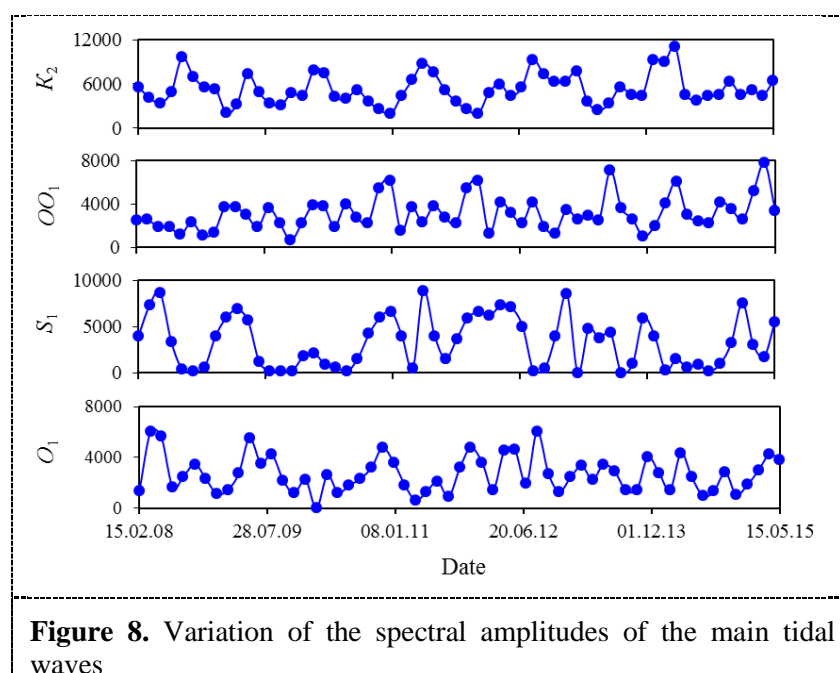 12000
6000
0
K2
8000
4000
0
OO1
10000
5000
0
S1
8000
4000
0
O1
15.02.08 28.07.09 08.01.11 20.06.12 01.12.13 15.05.15
Date
Figure 8. Variation of the spectral amplitudes of the main tidal
waves